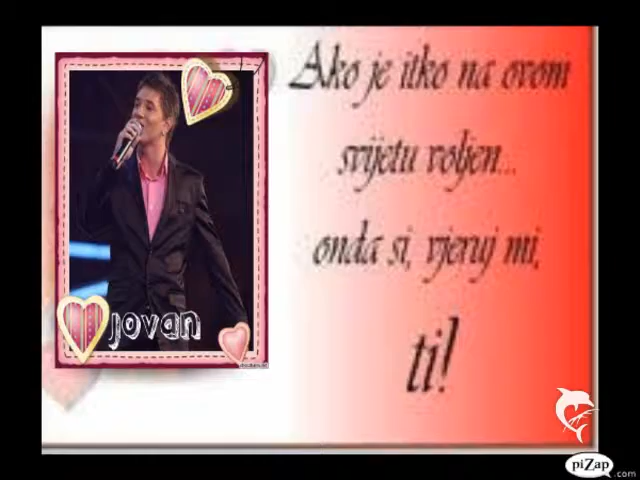 Ako je itko na ovom
svijetu voljen...
onda si, vjeruj mi,
ti!
jovan
piZap
.com